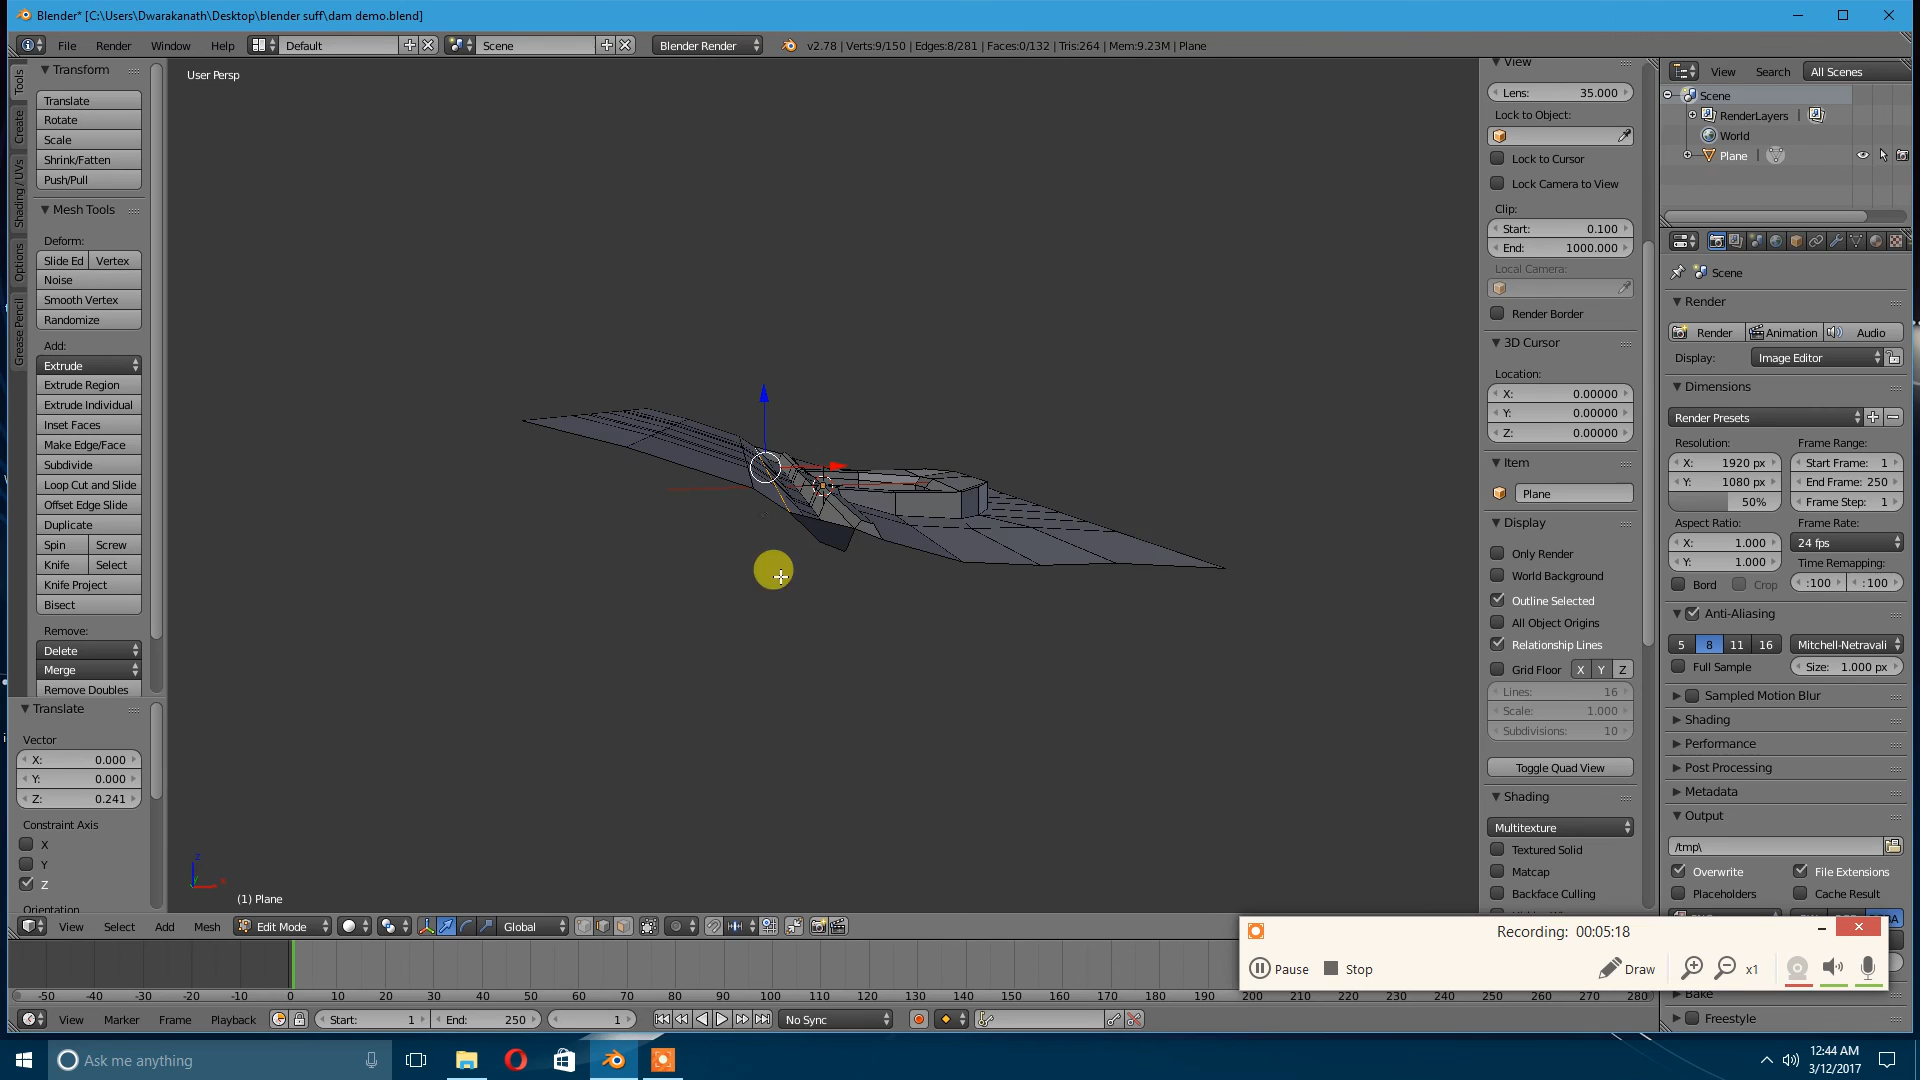 Blender* [C:\Users\Dwarakanath\Desktop\blender suff\dam demo.blend]
File Render Window Help Default Scene Blender Render v2.78 | Verts:9/150 | Edges:8/281 | Faces:0/132 | Tris:264 | Mem:9.23M | Plane
Tools
Create
Shading / UVs
Options
Grease Pencil
Transform
Translate
Rotate
Scale
Shrink/Fatten
Push/Pull
Mesh Tools
Deform:
Slide Ed Vertex
Noise
Smooth Vertex
Randomize
Add:
Extrude
Extrude Region
Extrude Individual
Inset Faces
Make Edge/Face
Subdivide
Loop Cut and Slide
Offset Edge Slide
Duplicate
Spin Screw
Knife Select
Knife Project
Bisect
Remove:
Delete
Merge
Remove Doubles
Translate
Vector
X: 0.000
Y: 0.000
Z: 0.241
Constraint Axis
X
Y
Z
Orientation
User Persp
z
x
(1) Plane
View
Lens: 35.000
Lock to Object:
Lock to Cursor
Lock Camera to View
Clip:
Start: 0.100
End: 1000.000
Local Camera:
Render Border
3D Cursor
Location:
X: 0.00000
Y: 0.00000
Z: 0.00000
Item
Plane
Display
Only Render
World Background
Outline Selected
All Object Origins
Relationship Lines
Grid Floor X Y Z
Lines: 16
Scale: 1.000
Subdivisions: 10
Toggle Quad View
Shading
Multitexture
Textured Solid
Matcap
Backface Culling
View Search All Scenes
Scene
RenderLayers |
World
Plane |
Scene
Render
Render Animation Audio
Display: Image Editor
Dimensions
Render Presets
Resolution: Frame Range:
X: 1920 px Start Frame: 1
Y: 1080 px End Frame: 250
50% Frame Step: 1
Aspect Ratio: Frame Rate:
X: 1.000 24 fps
Y: 1.000 Time Remapping:
Bord Crop :100 :100
Anti-Aliasing
5 8 11 16 Mitchell-Netravali
Full Sample Size: 1.000 px
Sampled Motion Blur
Shading
Performance
Post Processing
Metadata
Output
/tmp\
Overwrite File Extensions
Placeholders Cache Result
Bake
Freestyle
View Select Add Mesh Edit Mode Global
Recording: 00:05:18
Pause Stop Draw x1
-50 -40 -30 -20 -10 0 10 20 30 40 50 60 70 80 90 100 110 120 130 140 150 160 170 180 190 200 210 220 230 240 250 260 270 280
View Marker Frame Playback Start: 1 End: 250 1 No Sync
Ask me anything
12:44 AM
3/12/2017